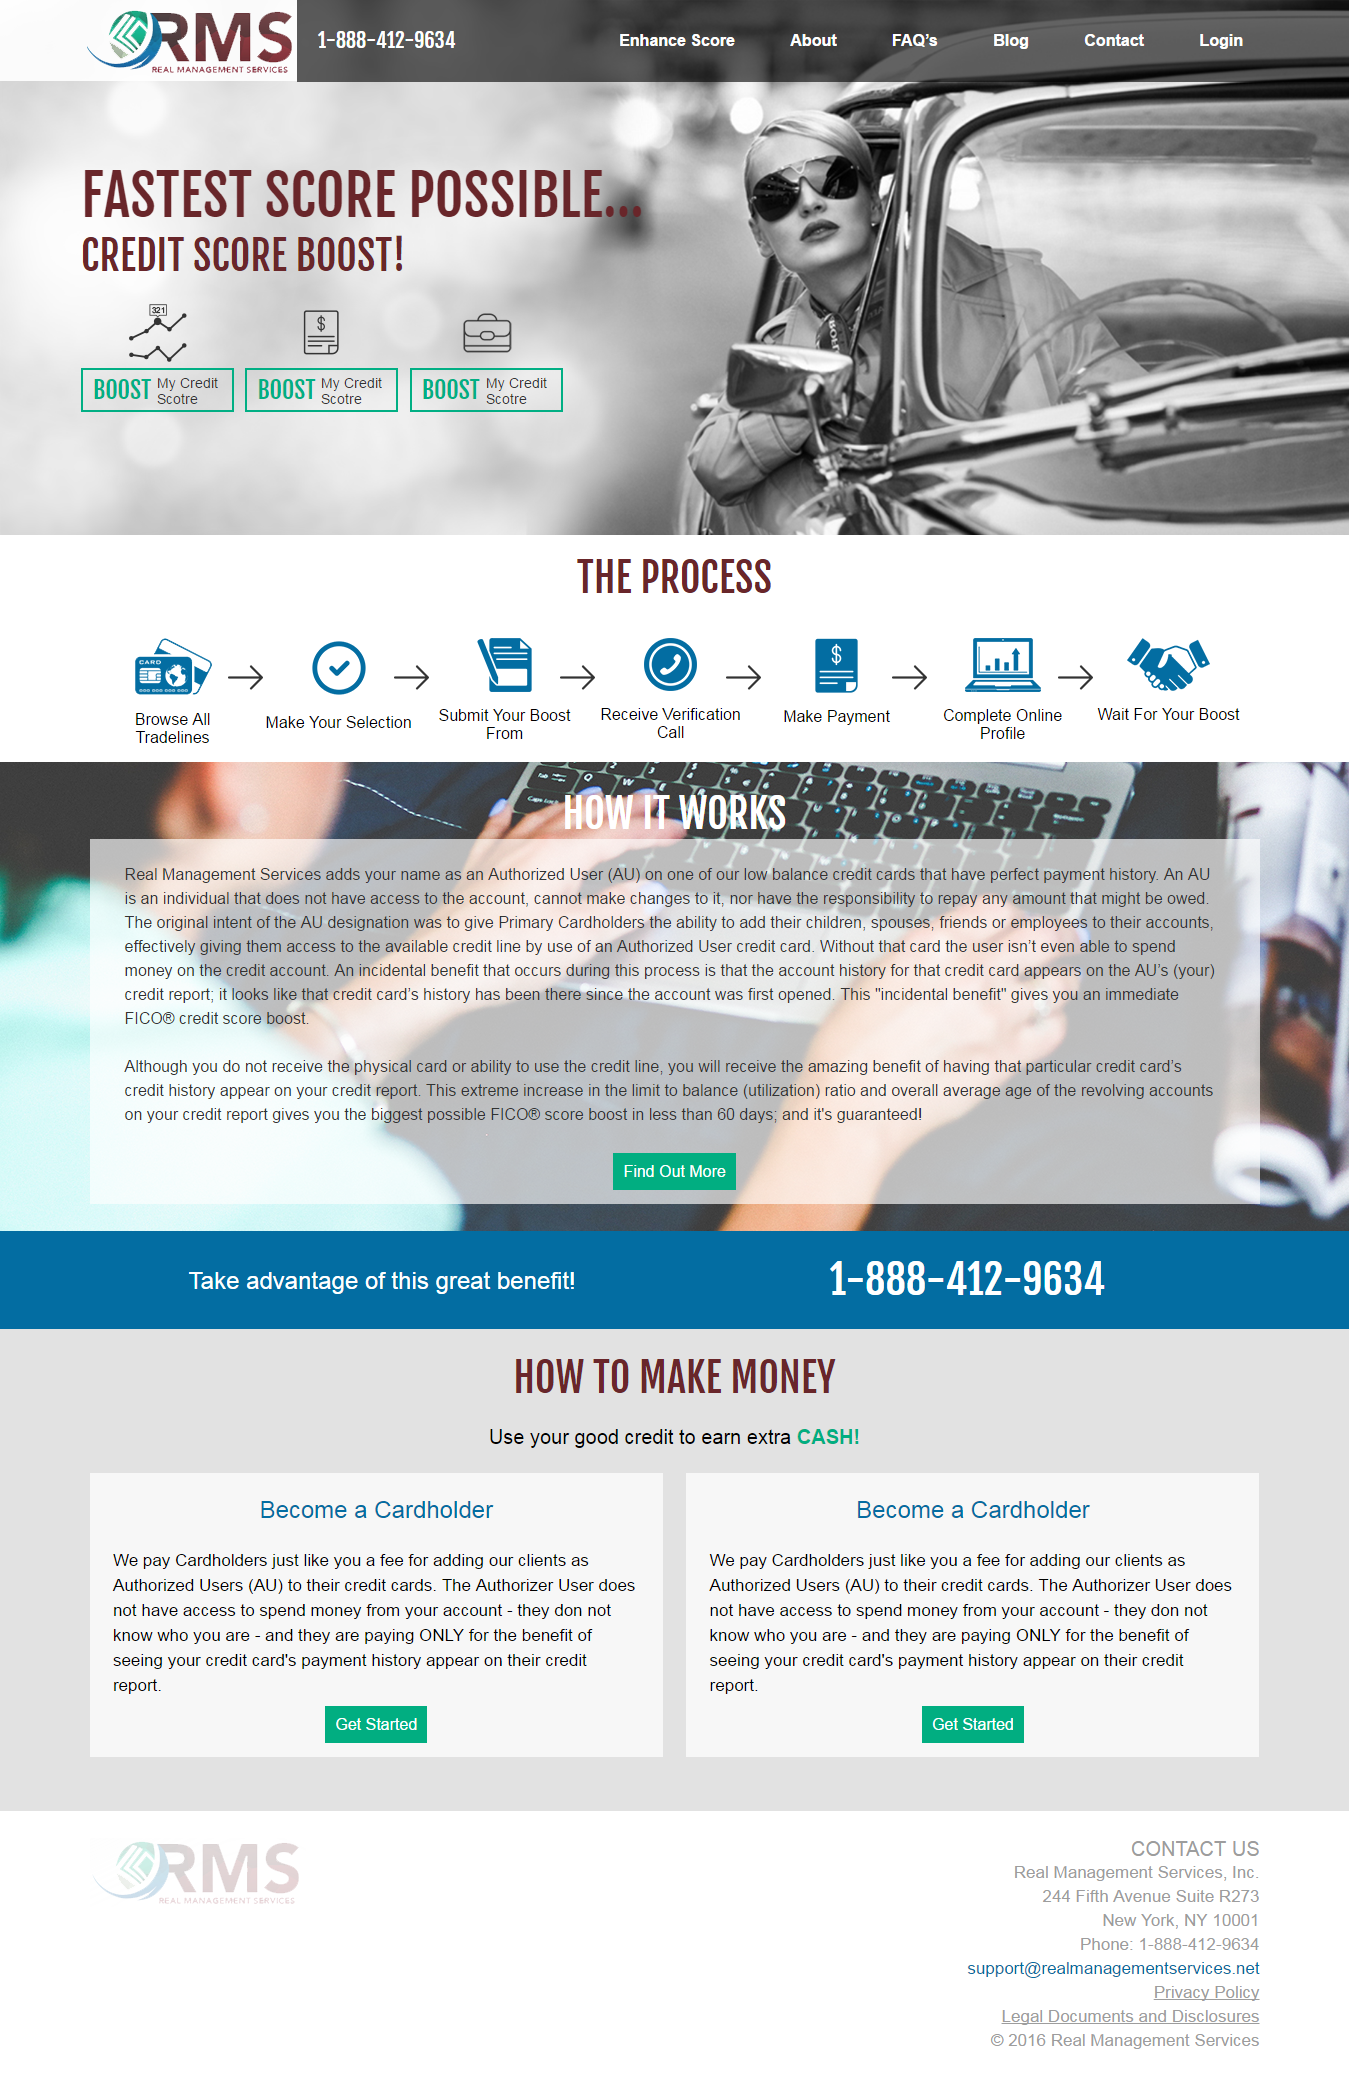 RMS
REAL MANAGEMENT SERVICES
1-888-412-9634
Enhance Score
About
FAQ's
Blog
Contact
Login
FASTEST SCORE POSSIBLE...
CREDIT SCORE BOOST!
321
$
BOOST My Credit
Scotre
BOOST My Credit
Scotre
BOOST My Credit
Scotre
THE PROCESS
CARD
$
Browse All
Tradelines
Make Your Selection
Submit Your Boost
From
Receive Verification
Call
Make Payment
Complete Online
Profile
Wait For Your Boost
HOW IT WORKS
Real Management Services adds your name as an Authorized User (AU) on one of our low balance credit cards that have perfect payment history. An AU
is an individual that does not have access to the account, cannot make changes to it, nor have the responsibility to repay any amount that might be owed.
The original intent of the AU designation was to give Primary Cardholders the ability to add their children, spouses, friends or employees to their accounts,
effectively giving them access to the available credit line by use of an Authorized User credit card. Without that card the user isn't even able to spend
money on the credit account. An incidental benefit that occurs during this process is that the account history for that credit card appears on the AU's (your)
credit report; it looks like that credit card's history has been there since the account was first opened. This "incidental benefit" gives you an immediate
FICO® credit score boost.
Although you do not receive the physical card or ability to use the credit line, you will receive the amazing benefit of having that particular credit card's
credit history appear on your credit report. This extreme increase in the limit to balance (utilization) ratio and overall average age of the revolving accounts
on your credit report gives you the biggest possible FICO® score boost in less than 60 days; and it's guaranteed!
Find Out More
Take advantage of this great benefit!
1-888-412-9634
HOW TO MAKE MONEY
Use your good credit to earn extra CASH!
Become a Cardholder
We pay Cardholders just like you a fee for adding our clients as
Authorized Users (AU) to their credit cards. The Authorizer User does
not have access to spend money from your account - they don not
know who you are - and they are paying ONLY for the benefit of
seeing your credit card's payment history appear on their credit
report.
Get Started
Become a Cardholder
We pay Cardholders just like you a fee for adding our clients as
Authorized Users (AU) to their credit cards. The Authorizer User does
not have access to spend money from your account - they don not
know who you are - and they are paying ONLY for the benefit of
seeing your credit card's payment history appear on their credit
report.
Get Started
RMS
REAL MANAGEMENT SERVICES
CONTACT US
Real Management Services, Inc.
244 Fifth Avenue Suite R273
New York, NY 10001
Phone: 1-888-412-9634
support@realmanagementservices.net
Privacy Policy
Legal Documents and Disclosures
© 2016 Real Management Services